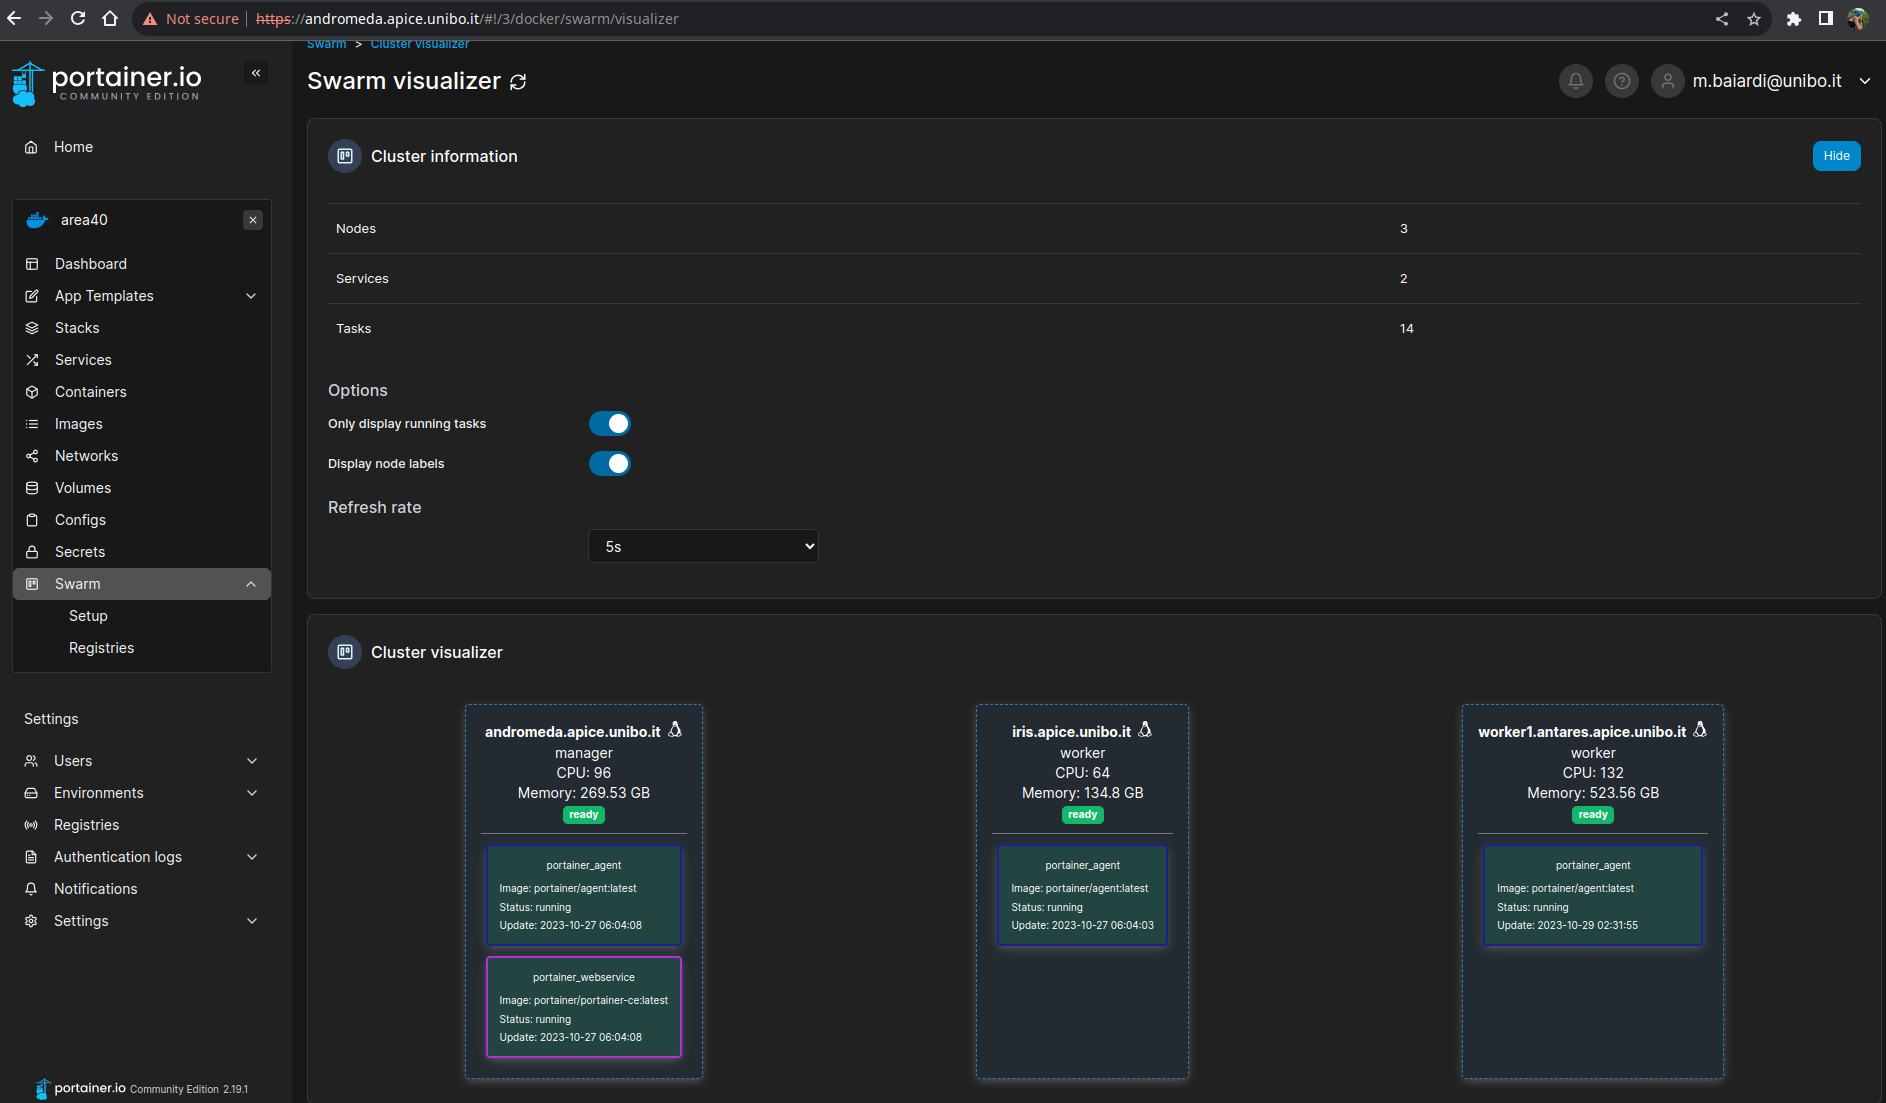 Not secure | https://andromeda.apice.unibo.it/#!/3/docker/swarm/visualizer
Swarm > Cluster visualizer
portainer.io
COMMUNITY EDITION
Swarm visualizer
m.baiardi@unibo.it
Home
area40
Dashboard
App Templates
Stacks
Services
Containers
Images
Networks
Volumes
Configs
Secrets
Swarm
Setup
Registries
Settings
Users
Environments
Registries
Authentication logs
Notifications
Settings
portainer.io Community Edition 2.19.1
Cluster information
Hide
Nodes 3
Services 2
Tasks 14
Options
Only display running tasks
Display node labels
Refresh rate
5s
Cluster visualizer
andromeda.apice.unibo.it
manager
CPU: 96
Memory: 269.53 GB
ready
portainer_agent
Image: portainer/agent:latest
Status: running
Update: 2023-10-27 06:04:08
portainer_webservice
Image: portainer/portainer-ce:latest
Status: running
Update: 2023-10-27 06:04:08
iris.apice.unibo.it
worker
CPU: 64
Memory: 134.8 GB
ready
portainer_agent
Image: portainer/agent:latest
Status: running
Update: 2023-10-27 06:04:03
worker1.antares.apice.unibo.it
worker
CPU: 132
Memory: 523.56 GB
ready
portainer_agent
Image: portainer/agent:latest
Status: running
Update: 2023-10-29 02:31:55